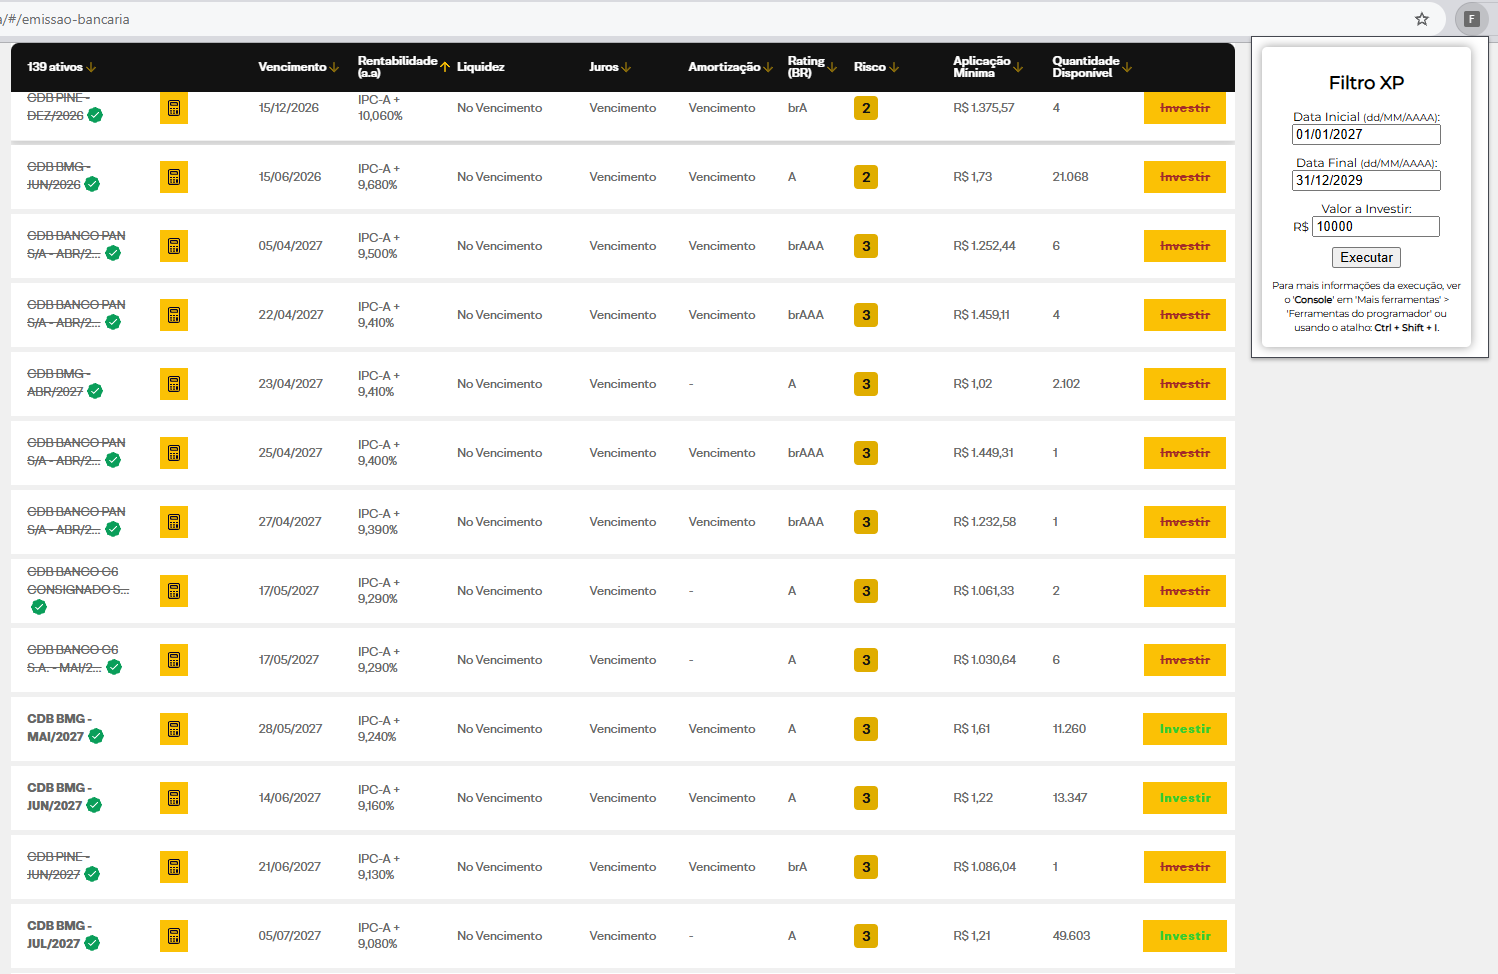 a/#/emissao-bancaria
F
139 ativos Vencimento Rentabilidade (a.a) Liquidez Juros Amortização Rating (BR) Risco Aplicação Mínima Quantidade Disponível
CDB PINE - 15/12/2026 IPC-A + No Vencimento Vencimento Vencimento brA 2 R$ 1.375,57 4 Investir
DEZ/2026 10,060%
CDB BMG - 15/06/2026 IPC-A + No Vencimento Vencimento Vencimento A 2 R$ 1,73 21.068 Investir
JUN/2026 9,680%
CDB BANCO PAN 05/04/2027 IPC-A + No Vencimento Vencimento Vencimento brAAA 3 R$ 1.252,44 6 Investir
S/A - ABR/2... 9,500%
CDB BANCO PAN 22/04/2027 IPC-A + No Vencimento Vencimento Vencimento brAAA 3 R$ 1.459,11 4 Investir
S/A - ABR/2... 9,410%
CDB BMG - 23/04/2027 IPC-A + No Vencimento Vencimento - A 3 R$ 1,02 2.102 Investir
ABR/2027 9,410%
CDB BANCO PAN 25/04/2027 IPC-A + No Vencimento Vencimento Vencimento brAAA 3 R$ 1.449,31 1 Investir
S/A - ABR/2... 9,400%
CDB BANCO PAN 27/04/2027 IPC-A + No Vencimento Vencimento Vencimento brAAA 3 R$ 1.232,58 1 Investir
S/A - ABR/2... 9,390%
CDB BANCO C6 17/05/2027 IPC-A + No Vencimento Vencimento - A 3 R$ 1.061,33 2 Investir
CONSIGNADO S... 9,290%
CDB BANCO C6 17/05/2027 IPC-A + No Vencimento Vencimento - A 3 R$ 1.030,64 6 Investir
S.A. - MAI/2... 9,290%
CDB BMG - 28/05/2027 IPC-A + No Vencimento Vencimento Vencimento A 3 R$ 1,61 11.260 Investir
MAI/2027 9,240%
CDB BMG - 14/06/2027 IPC-A + No Vencimento Vencimento Vencimento A 3 R$ 1,22 13.347 Investir
JUN/2027 9,160%
CDB PINE - 21/06/2027 IPC-A + No Vencimento Vencimento Vencimento brA 3 R$ 1.086,04 1 Investir
JUN/2027 9,130%
CDB BMG - 05/07/2027 IPC-A + No Vencimento Vencimento - A 3 R$ 1,21 49.603 Investir
JUL/2027 9,080%
Filtro XP
Data Inicial (dd/MM/AAAA):
01/01/2027
Data Final (dd/MM/AAAA):
31/12/2029
Valor a Investir:
R$ 10000
Executar
Para mais informações da execução, ver
o 'Console' em 'Mais ferramentas' >
'Ferramentas do programador' ou
usando o atalho: Ctrl + Shift + I.